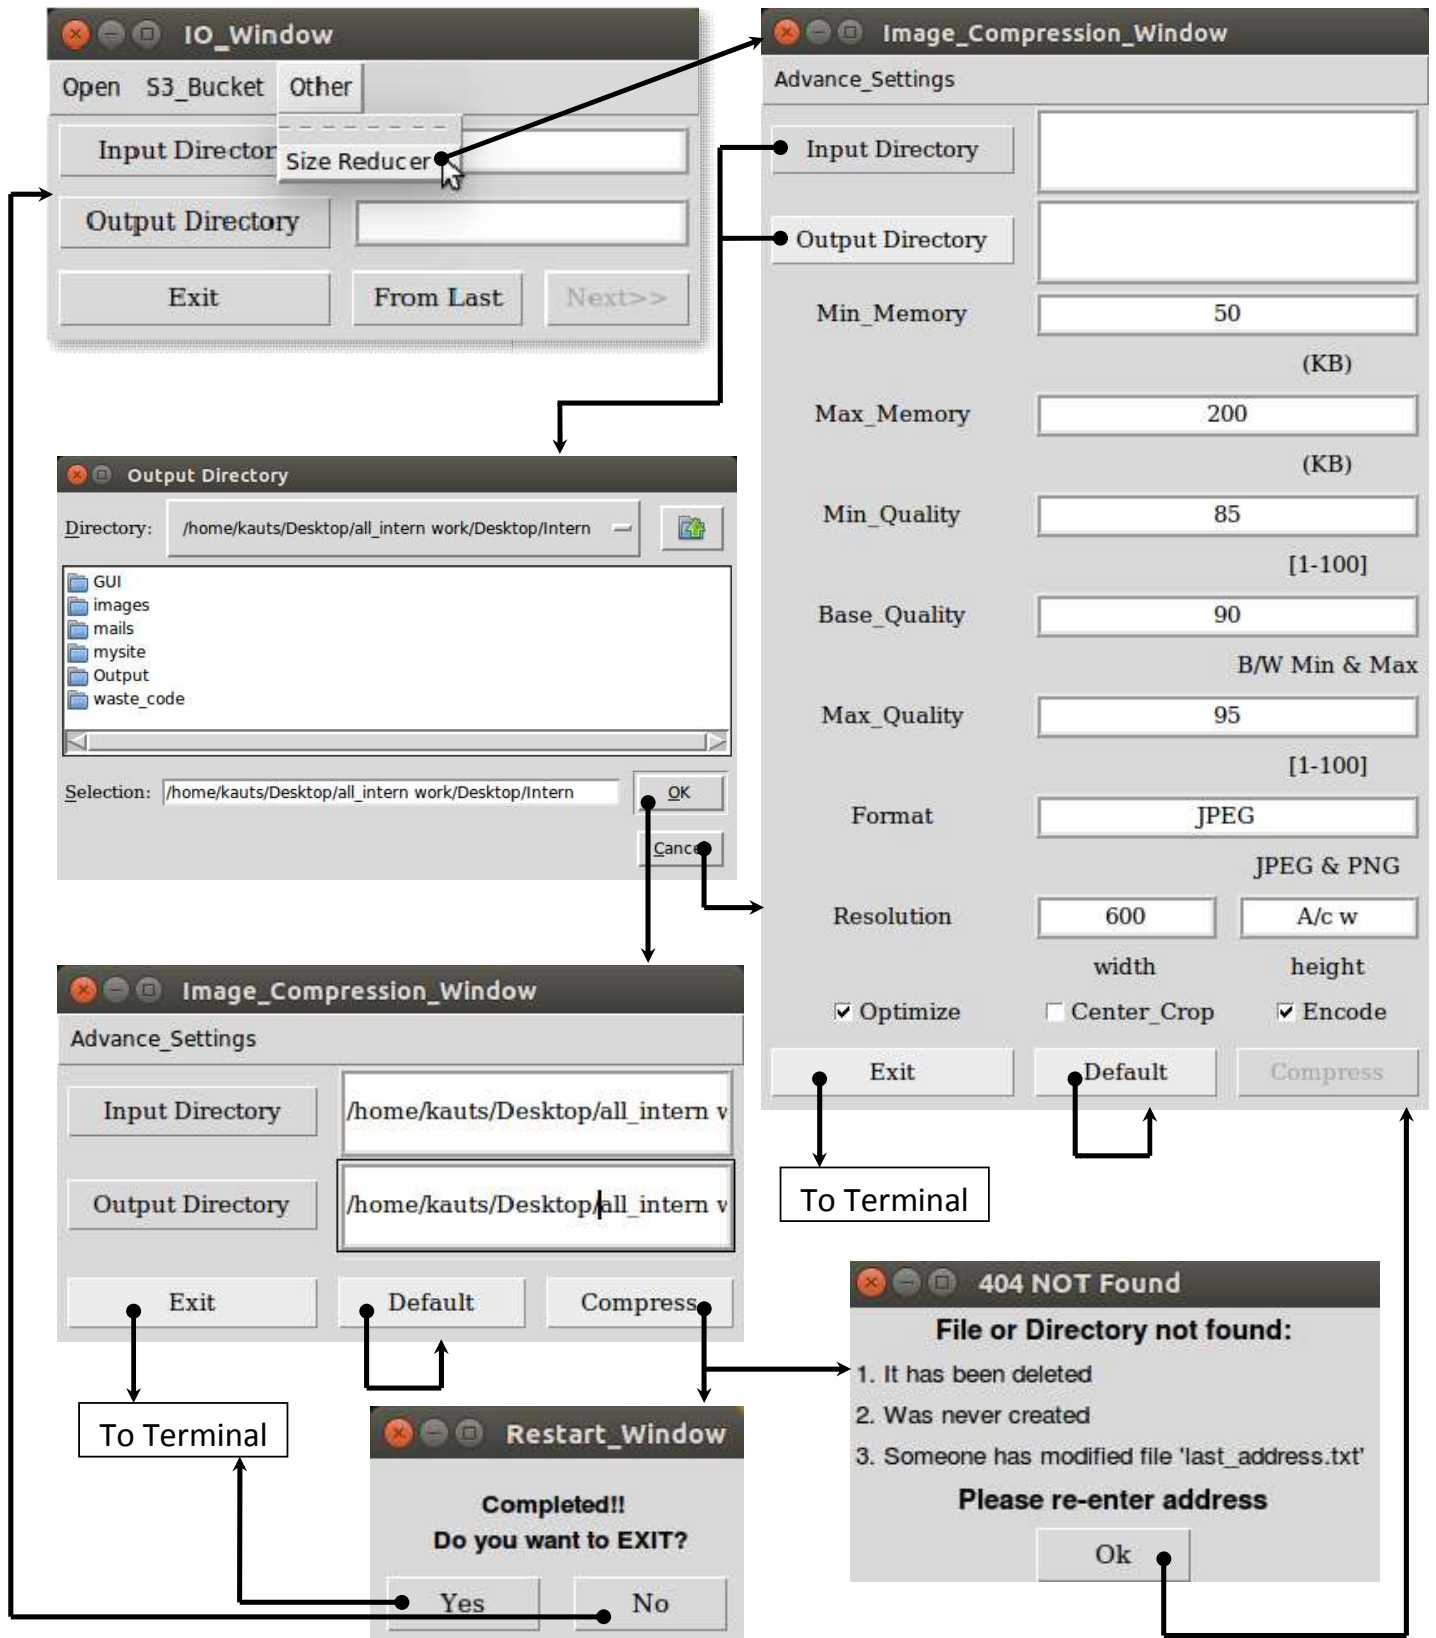 IO_Window
Open S3_Bucket Other
Input Director
Size Reducer
Output Directory
Exit From Last Next>>
Image_Compression_Window
Advance_Settings
Input Directory
Output Directory
Min_Memory 50
(KB)
Max_Memory 200
(KB)
Min_Quality 85
[1-100]
Base_Quality 90
B/W Min & Max
Max_Quality 95
[1-100]
Format JPEG
JPEG & PNG
Resolution 600 A/c w
width height
Optimize Center_Crop Encode
Exit Default Compress
To Terminal
Output Directory
Directory: /home/kauts/Desktop/all_intern work/Desktop/Intern
GUI
images
mails
mysite
Output
waste_code
Selection: /home/kauts/Desktop/all_intern work/Desktop/Intern OK
Cancel
Image_Compression_Window
Advance_Settings
Input Directory /home/kauts/Desktop/all_intern w
Output Directory /home/kauts/Desktop/all_intern w
Exit Default Compress
To Terminal
Restart_Window
Completed!!
Do you want to EXIT?
Yes No
404 NOT Found
File or Directory not found:
1. It has been deleted
2. Was never created
3. Someone has modified file 'last_address.txt'
Please re-enter address
Ok